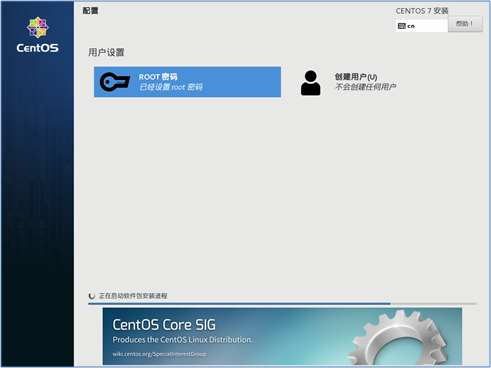 配置
CENTOS 7 安装
cn
帮助！
CentOS
用户设置
ROOT 密码
已经设置 root 密码
创建用户(U)
不会创建任何用户
正在启动软件包安装进程
CentOS Core SIG
Produces the CentOS Linux Distribution.
wiki.centos.org/SpecialInterestGroup